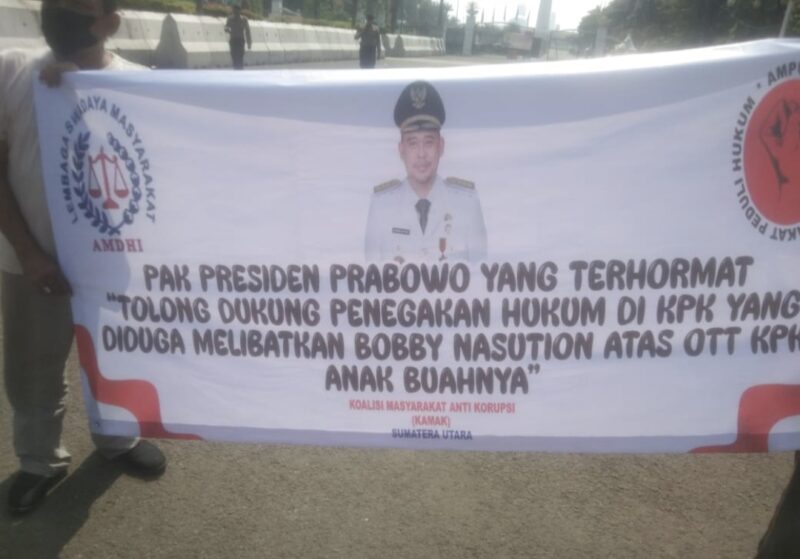 LEMBAGA SWADAYA MASYARAKAT
AMDHI
PEDULI HUKUM
PAK PRESIDEN PRABOWO YANG TERHORMAT
"TOLONG DUKUNG PENEGAKAN HUKUM DI KPK YANG
DIDUGA MELIBATKAN BOBBY NASUTION ATAS OTT KPK
ANAK BUAHNYA"
KOALISI MASYARAKAT ANTI KORUPSI
(KAMAK)
SUMATERA UTARA